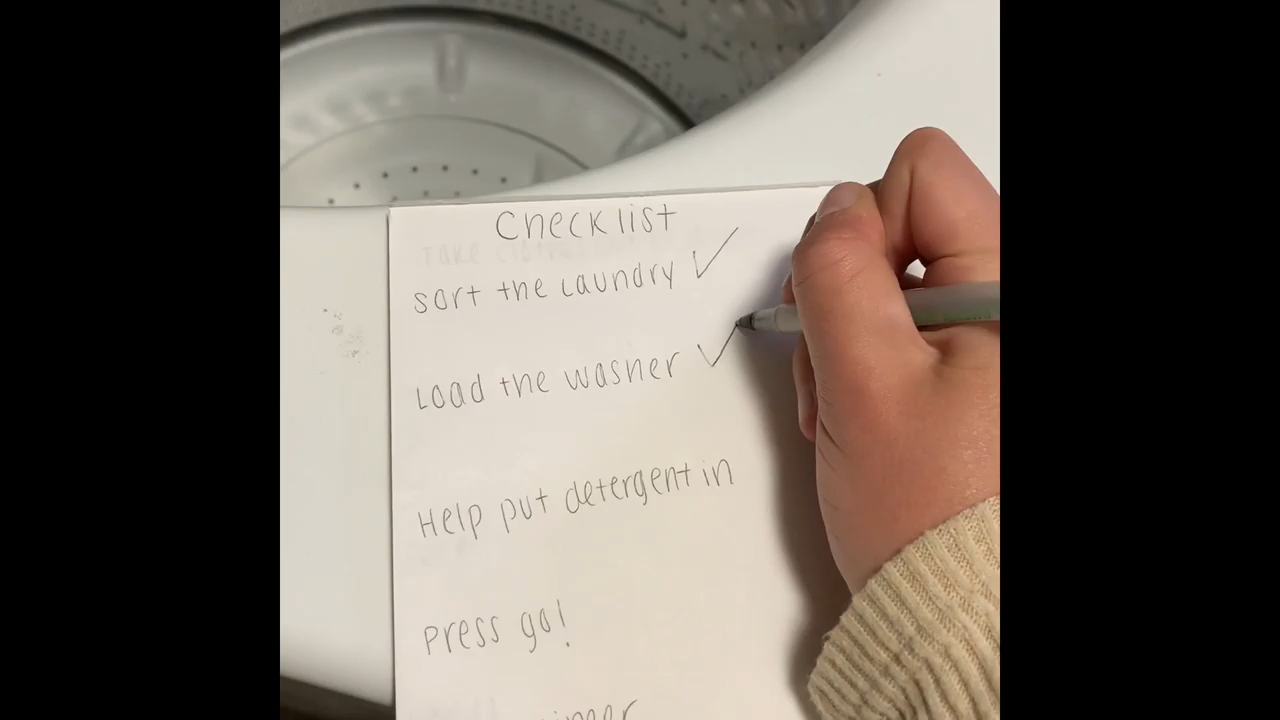 Checklist
Sort the Laundry ✓
Load the washer ✓
Help put detergent in
Press go!